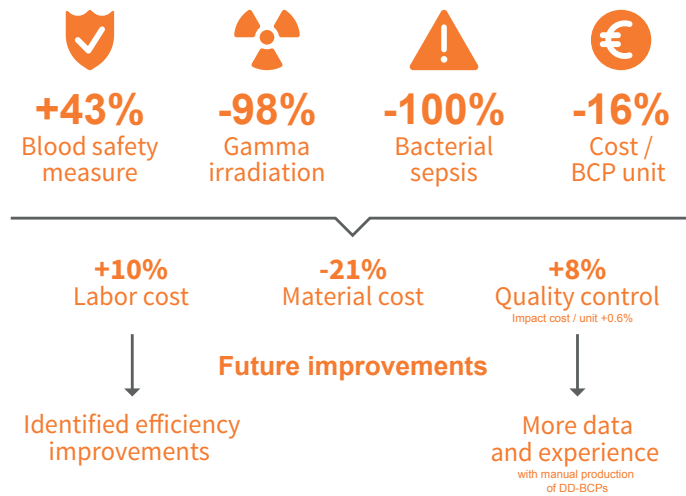 +43%
Blood safety
measure
-98%
Gamma
irradiation
-100%
Bacterial
sepsis
€
-16%
Cost /
BCP unit
+10%
Labor cost
-21%
Material cost
+8%
Quality control
Impact cost / unit +0.6%
Future improvements
Identified efficiency
improvements
More data
and experience
with manual production
of DD-BCPs